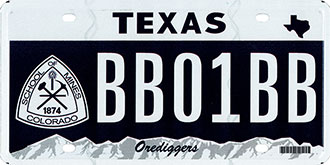 TEXAS
SCHOOL OF MINES
1874
COLORADO
BB01BB
Orediggers